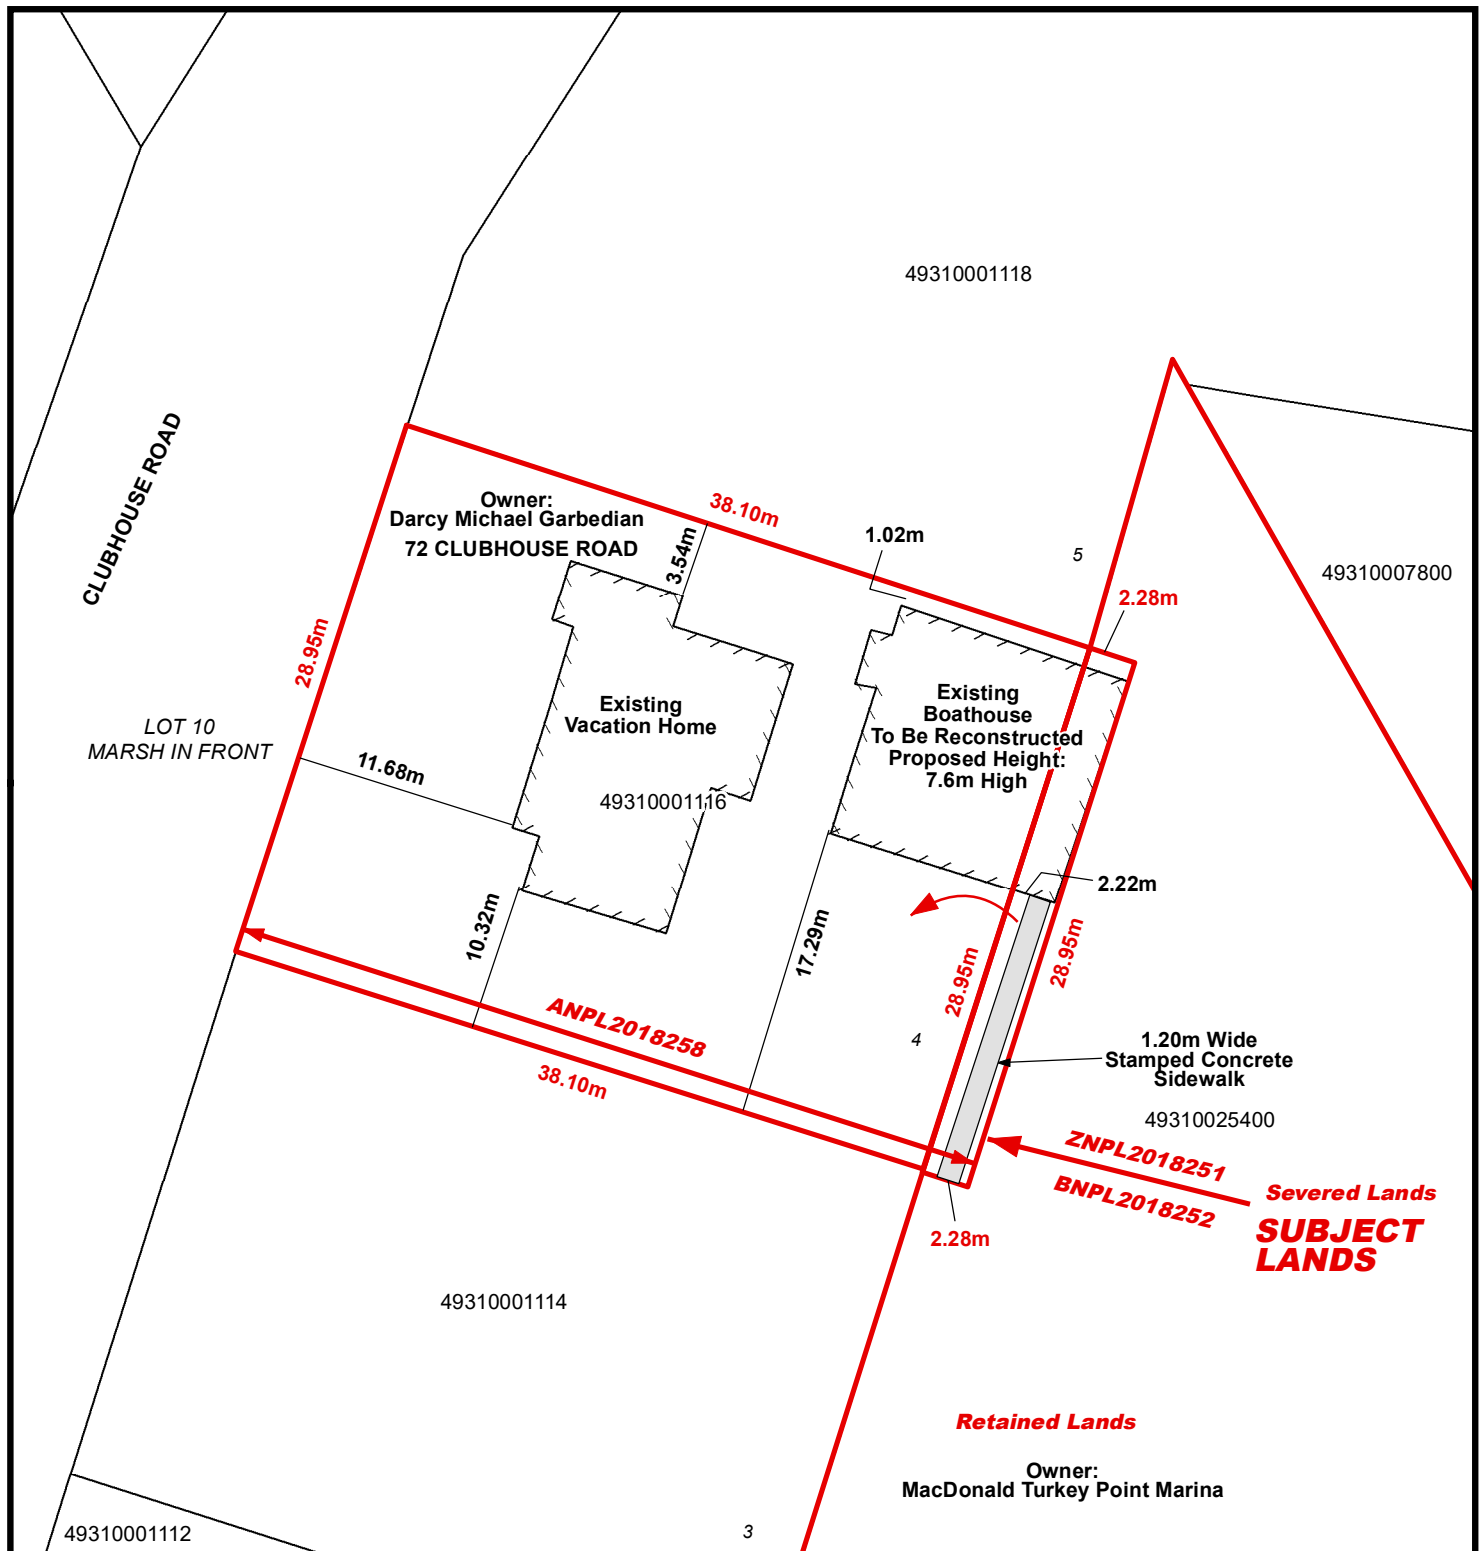 49310001118
CLUBHOUSE ROAD
Owner:
Darcy Michael Garbedian
72 CLUBHOUSE ROAD
38.10m
3.54m
1.02m
5
49310007800
2.28m
28.95m
LOT 10
MARSH IN FRONT
Existing
Vacation Home
Existing
Boathouse
To Be Reconstructed
Proposed Height:
7.6m High
11.68m
49310001116
2.22m
10.32m
17.29m
28.95m
28.95m
ANPL2018258
38.10m
4
1.20m Wide
Stamped Concrete
Sidewalk
49310025400
ZNPL2018251
BNPL2018252
Severed Lands
SUBJECT
LANDS
2.28m
49310001114
Retained Lands
Owner:
MacDonald Turkey Point Marina
49310001112
3